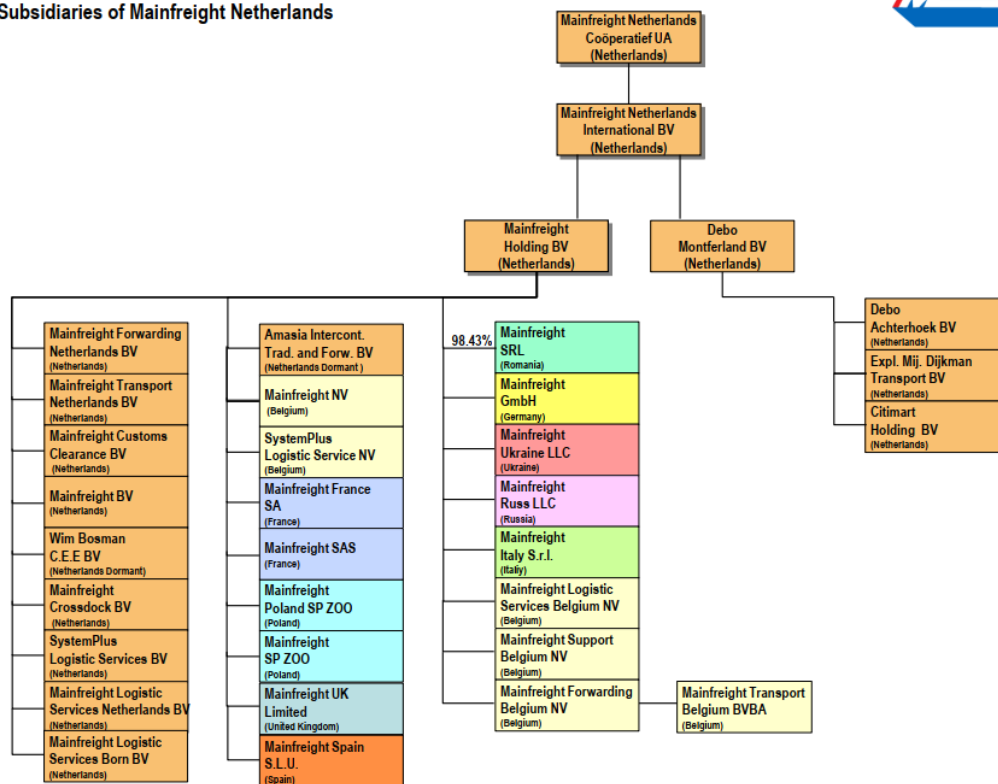 Subsidiaries of Mainfreight Netherlands
Mainfreight Netherlands
Coöperatief UA
(Netherlands)
Mainfreight Netherlands
International BV
(Netherlands)
Mainfreight
Holding BV
(Netherlands)
Debo
Montferland BV
(Netherlands)
Mainfreight Forwarding
Netherlands BV
(Netherlands)
Mainfreight Transport
Netherlands BV
(Netherlands)
Mainfreight Customs
Clearance BV
(Netherlands)
Mainfreight BV
(Netherlands)
Wim Bosman
C.E.E BV
(Netherlands Dormant)
Mainfreight
Crossdock BV
(Netherlands)
SystemPlus
Logistic Services BV
(Netherlands)
Mainfreight Logistic
Services Netherlands BV
(Netherlands)
Mainfreight Logistic
Services Born BV
(Netherlands)
Amasia Intercont.
Trad. and Forw. BV
(Netherlands Dormant )
Mainfreight NV
(Belgium)
SystemPlus
Logistic Service NV
(Belgium)
Mainfreight France
SA
(France)
Mainfreight SAS
(France)
Mainfreight
Poland SP ZOO
(Poland)
Mainfreight
SP ZOO
(Poland)
Mainfreight UK
Limited
(United Kingdom)
Mainfreight Spain
S.L.U.
(Spain)
98.43%
Mainfreight
SRL
(Romania)
Mainfreight
GmbH
(Germany)
Mainfreight
Ukraine LLC
(Ukraine)
Mainfreight
Russ LLC
(Russia)
Mainfreight
Italy S.r.l.
(Italiy)
Mainfreight Logistic
Services Belgium NV
(Belgium)
Mainfreight Support
Belgium NV
(Belgium)
Mainfreight Forwarding
Belgium NV
(Belgium)
Mainfreight Transport
Belgium BVBA
(Belgium)
Debo
Achterhoek BV
(Netherlands)
Expl. Mij. Dijkman
Transport BV
(Netherlands)
Citimart
Holding BV
(Netherlands)